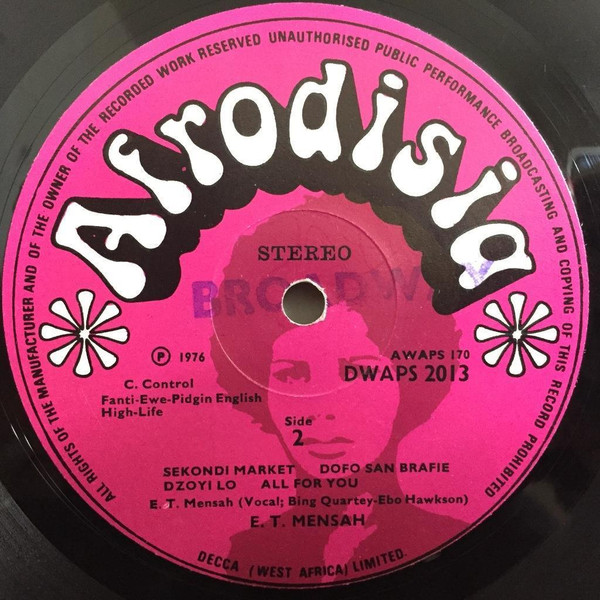 ALL RIGHTS OF THE MANUFACTURER AND OF THE OWNER OF THE RECORDED WORK RESERVED UNAUTHORISED PUBLIC PERFORMANCE BROADCASTING AND COPYING OF THIS RECORD PROHIBITED
Afrodisia
STEREO
BROADWAY
℗ 1976
AWAPS 170
DWAPS 2013
C. Control
Fanti-Ewe-Pidgin English
High-Life
Side
2
SEKONDI MARKET DOFO SAN BRAFIE
DZOYI LO ALL FOR YOU
E. T. Mensah (Vocal; Bing Quartey-Ebo Hawkson)
E. T. MENSAH
DECCA (WEST AFRICA) LIMITED.